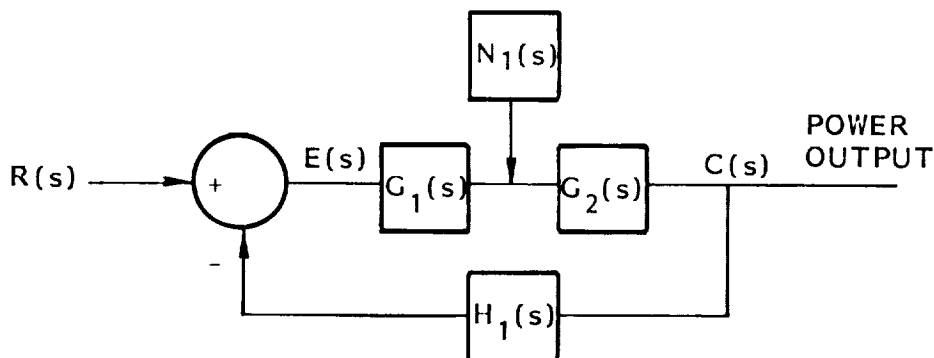 N₁(s)
POWER
OUTPUT
R(s)
+
E(s)
G₁(s)
G₂(s)
C(s)
-
H₁(s)